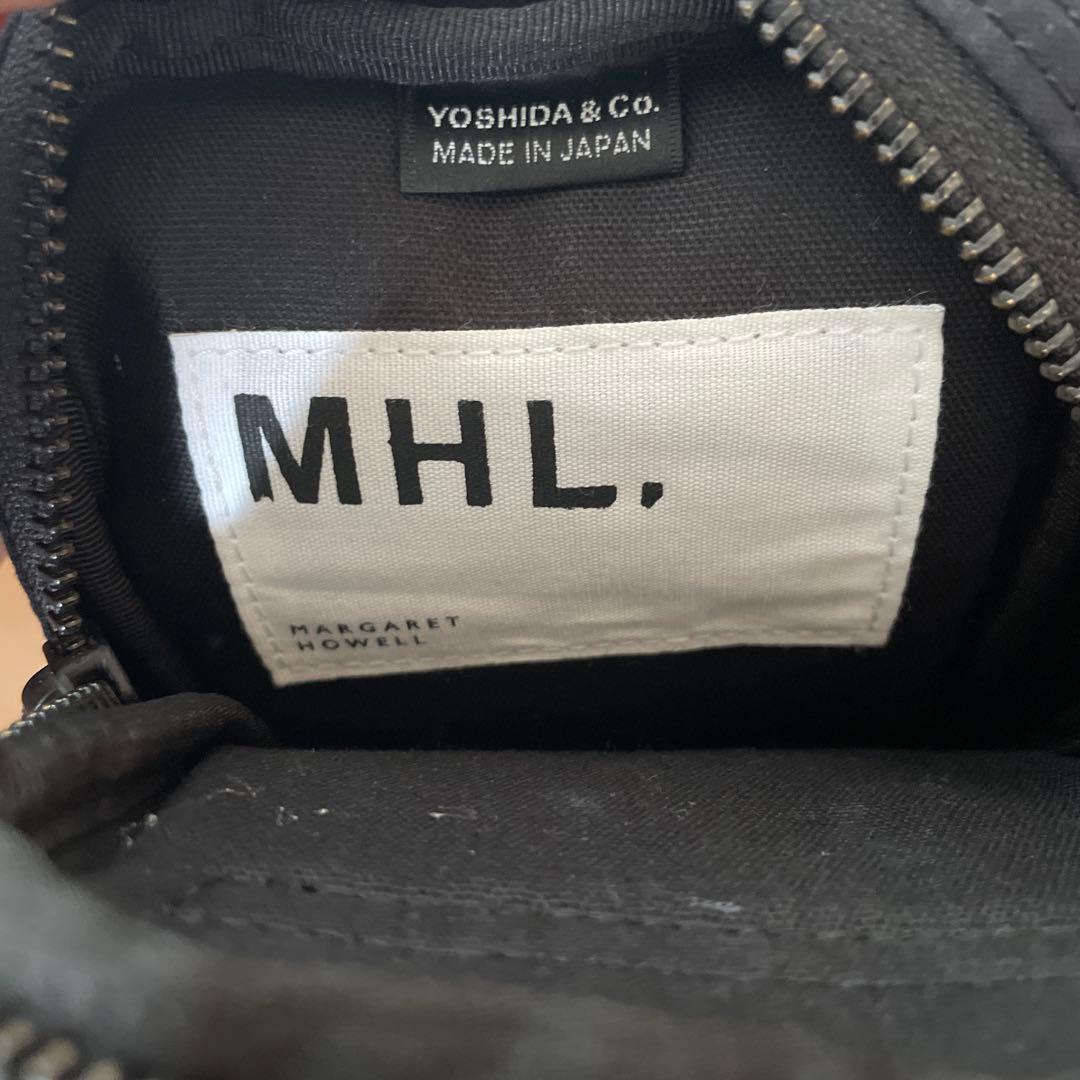 YOSHIDA & Co.
MADE IN JAPAN
MHL.
MARGARET
HOWELL